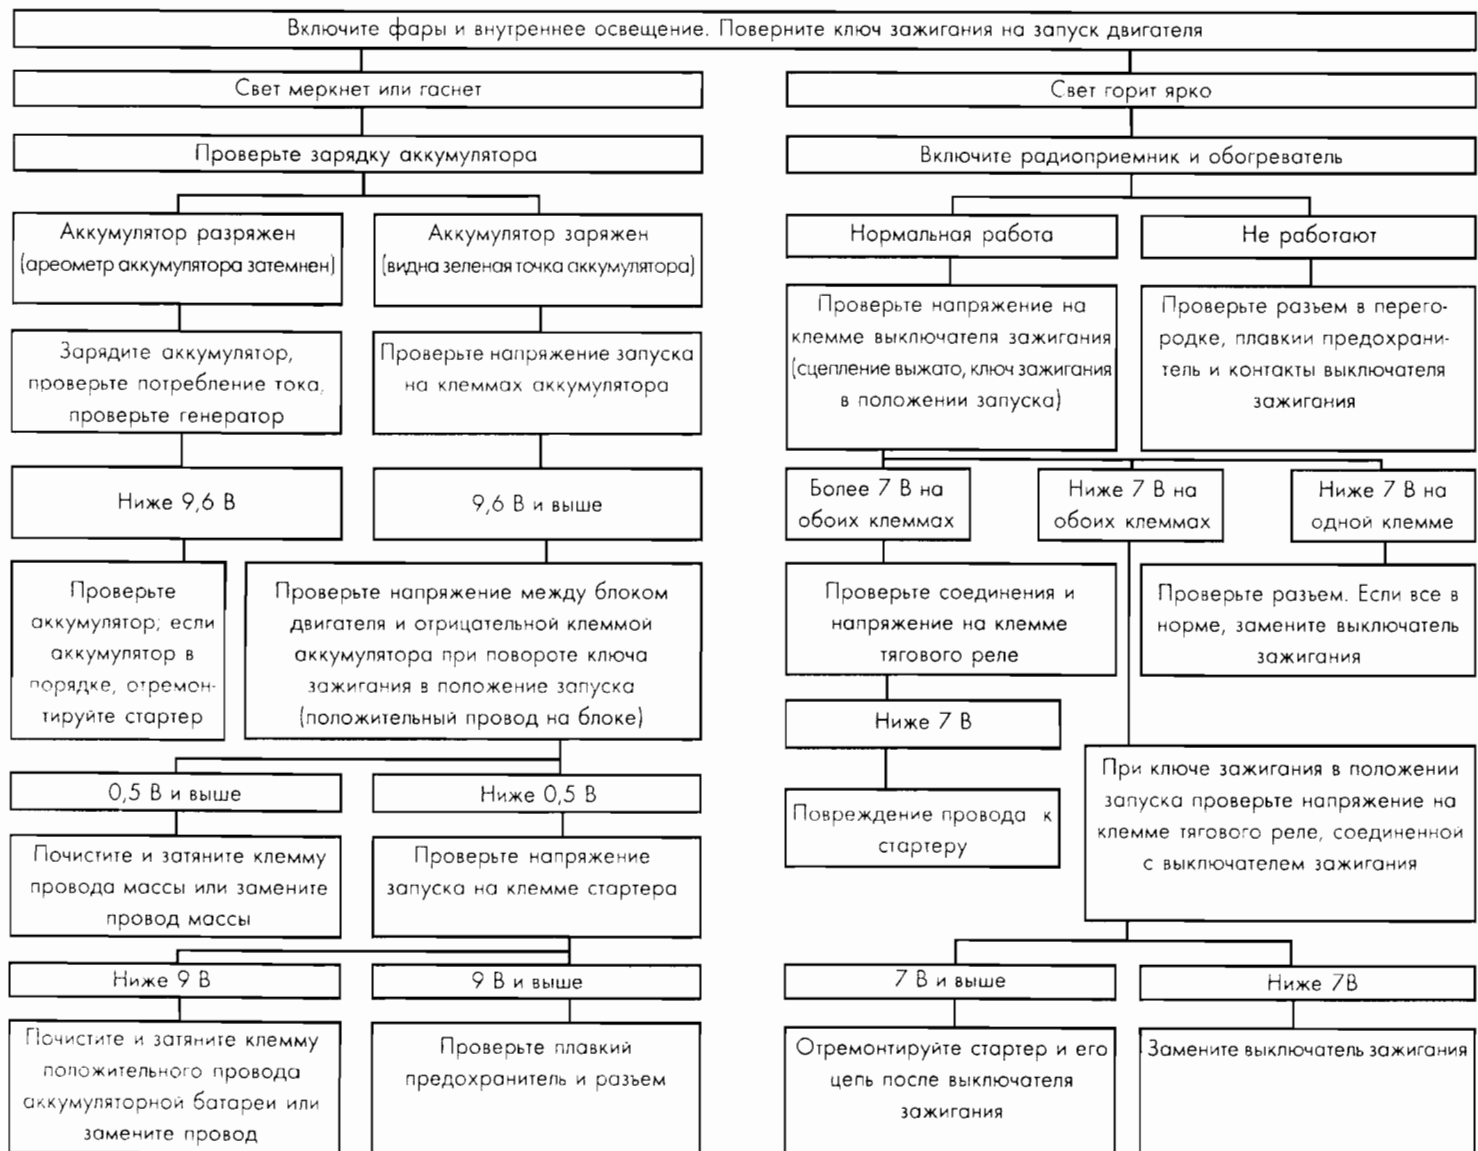 Включите фары и внутреннее освещение. Поверните ключ зажигания на запуск двигателя
Свет меркнет или гаснет
Свет горит ярко
Проверьте зарядку аккумулятора
Включите радиоприемник и обогреватель
Аккумулятор разряжен
(ареометр аккумулятора затемнен)
Аккумулятор заряжен
(видна зеленая точка аккумулятора)
Нормальная работа
Не работают
Зарядите аккумулятор,
проверьте потребление тока,
проверьте генератор
Проверьте напряжение запуска
на клеммах аккумулятора
Проверьте напряжение на
клемме выключателя зажигания
(сцепление выжато, ключ зажигания
в положении запуска)
Проверьте разъем в перего-
родке, плавкии предохрани-
тель и контакты выключателя
зажигания
Ниже 9,6 В
9,6 В и выше
Более 7 В на
обоих клеммах
Ниже 7 В на
обоих клеммах
Ниже 7 В на
одной клемме
Проверьте
аккумулятор; если
аккумулятор в
порядке, отремон-
тируйте стартер
Проверьте напряжение между блоком
двигателя и отрицательной клеммой
аккумулятора при повороте ключа
зажигания в положение запуска
(положительный провод на блоке)
Проверьте соединения и
напряжение на клемме
тягового реле
Проверьте разъем. Если все в
норме, замените выключатель
зажигания
Ниже 7 В
Повреждение провода к
стартеру
При ключе зажигания в положении
запуска проверьте напряжение на
клемме тягового реле, соединенной
с выключателем зажигания
0,5 В и выше
Ниже 0,5 В
Почистите и затяните клемму
провода массы или замените
провод массы
Проверьте напряжение
запуска на клемме стартера
Ниже 9 В
9 В и выше
7 В и выше
Ниже 7В
Почистите и затяните клемму
положительного провода
аккумуляторной батареи или
замените провод
Проверьте плавкий
предохранитель и разъем
Отремонтируйте стартер и его
цепь после выключателя
зажигания
Замените выключатель зажигания